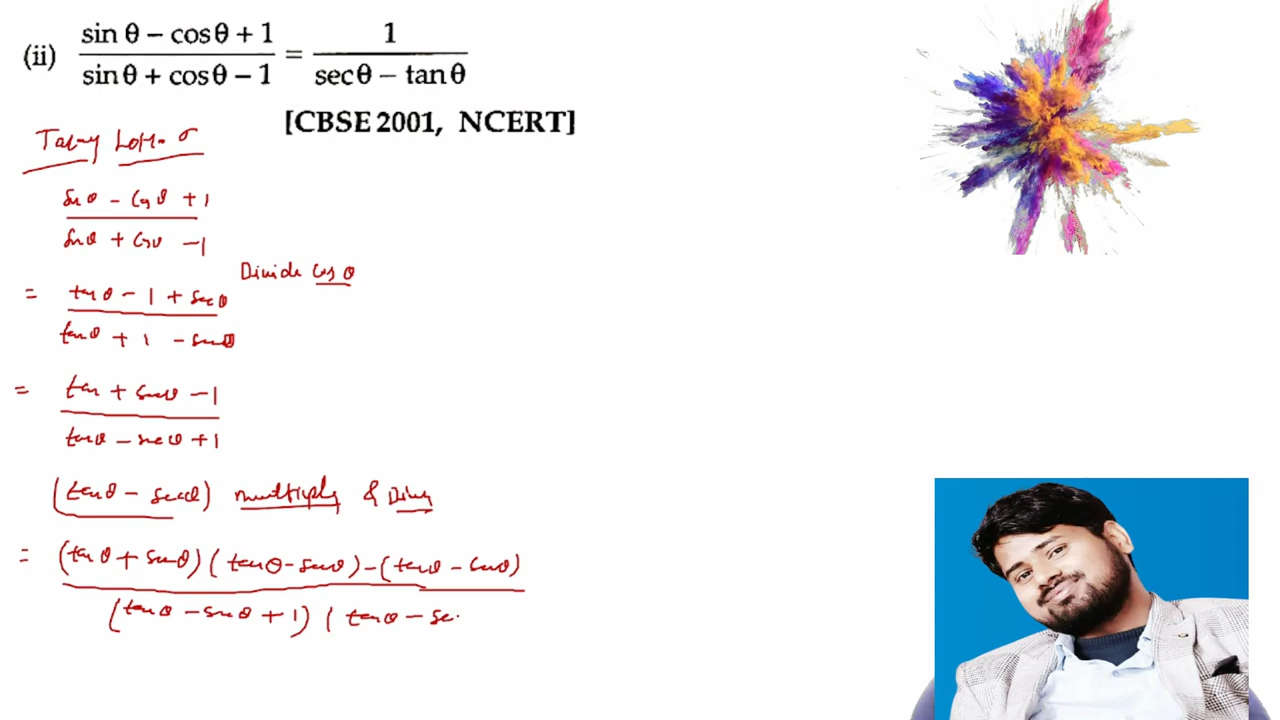 (ii) sin θ − cos θ + 1 / sin θ + cos θ − 1 = 1 / sec θ − tan θ
[CBSE 2001, NCERT]
sin θ − cos θ + 1
sin θ + cos θ − 1
Divide cos θ
= tan θ − 1 + sec θ
tan θ + 1 − sec θ
= tan + sec θ − 1
tan θ − sec θ + 1
(tan θ − sec θ) multiply &
= (tan θ + sec θ) (tan θ − sec θ) − (tan θ − sec θ)
(tan θ − sec θ + 1) ( tan θ − se